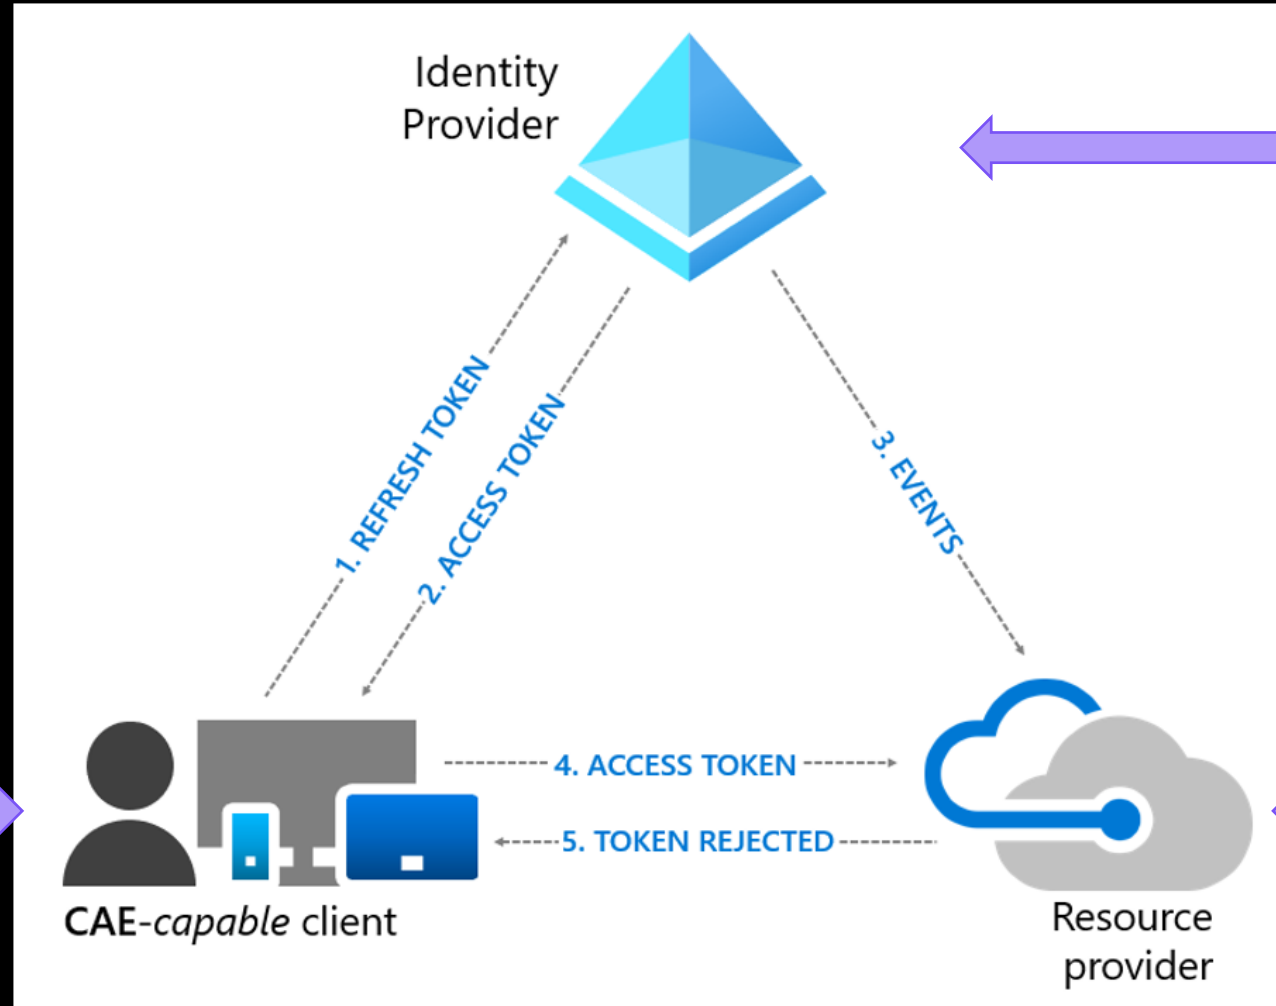 Identity
Provider
1. REFRESH TOKEN
2. ACCESS TOKEN
3. EVENTS
4. ACCESS TOKEN
5. TOKEN REJECTED
CAE-capable client
Resource
provider